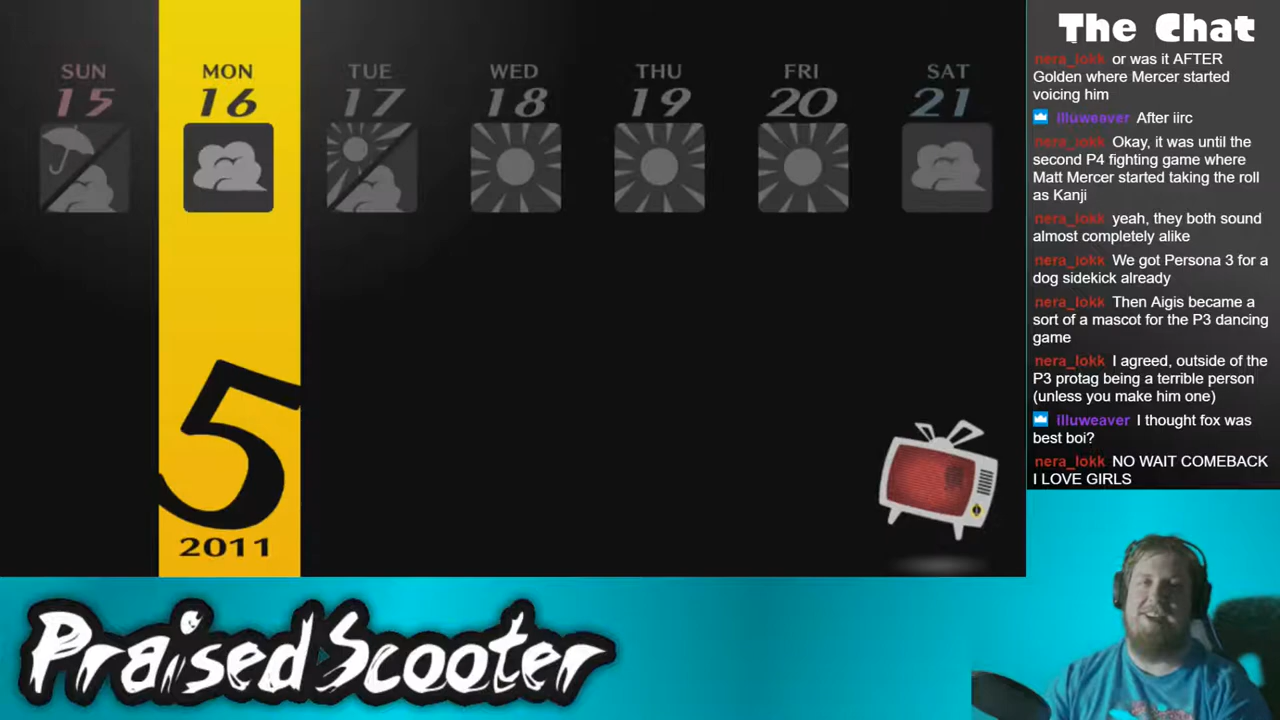 SUN MON TUE WED THU FRI SAT
15 16 17 18 19 20 21
5
2011
The Chat
nera_lokk or was it AFTER
Golden where Mercer started
voicing him
illuweaver After iirc
nera_lokk Okay, it was until the
second P4 fighting game where
Matt Mercer started taking the roll
as Kanji
nera_lokk yeah, they both sound
almost completely alike
nera_lokk We got Persona 3 for a
dog sidekick already
nera_lokk Then Aigis became a
sort of a mascot for the P3 dancing
game
nera_lokk I agreed, outside of the
P3 protag being a terrible person
(unless you make him one)
illuweaver I thought fox was
best boi?
nera_lokk NO WAIT COMEBACK
I LOVE GIRLS
PraisedScooter